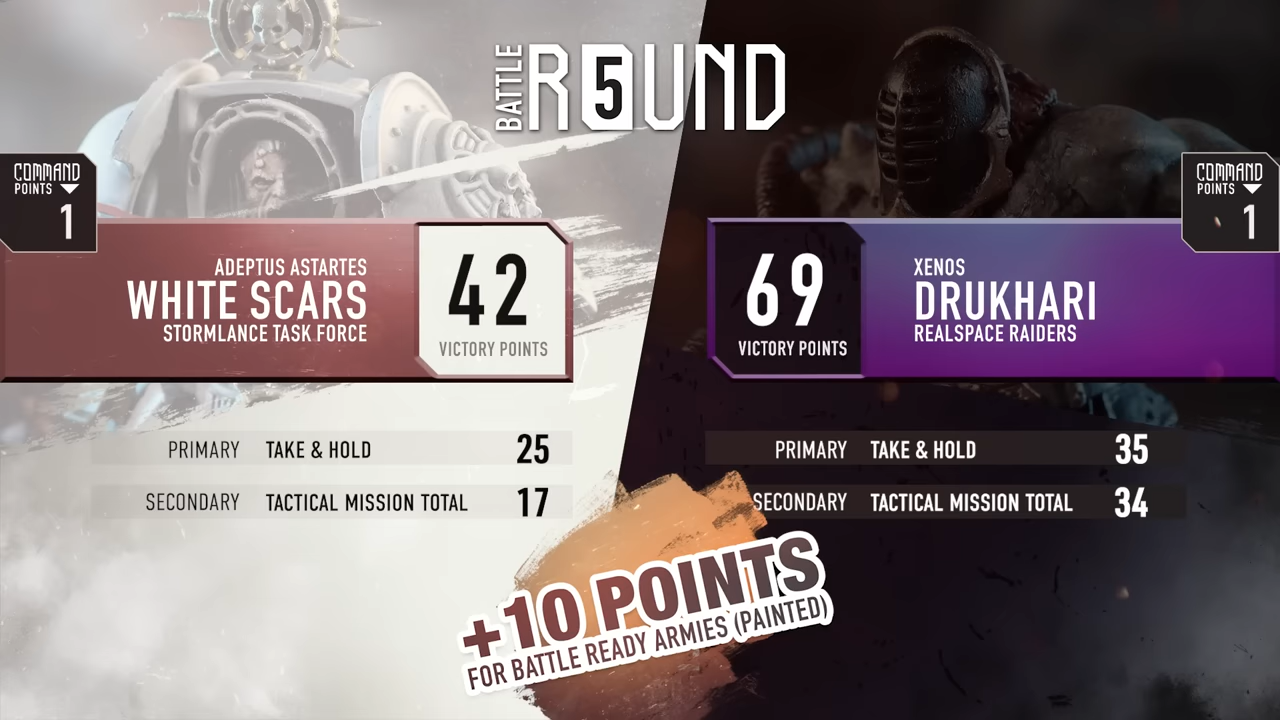 BATTLE ROUND 5
COMMAND
POINTS
1
ADEPTUS ASTARTES
WHITE SCARS
STORMLANCE TASK FORCE
42
VICTORY POINTS
PRIMARY TAKE & HOLD 25
SECONDARY TACTICAL MISSION TOTAL 17
COMMAND
POINTS
1
69
VICTORY POINTS
XENOS
DRUKHARI
REALSPACE RAIDERS
PRIMARY TAKE & HOLD 35
SECONDARY TACTICAL MISSION TOTAL 34
+10 POINTS
FOR BATTLE READY ARMIES (PAINTED)